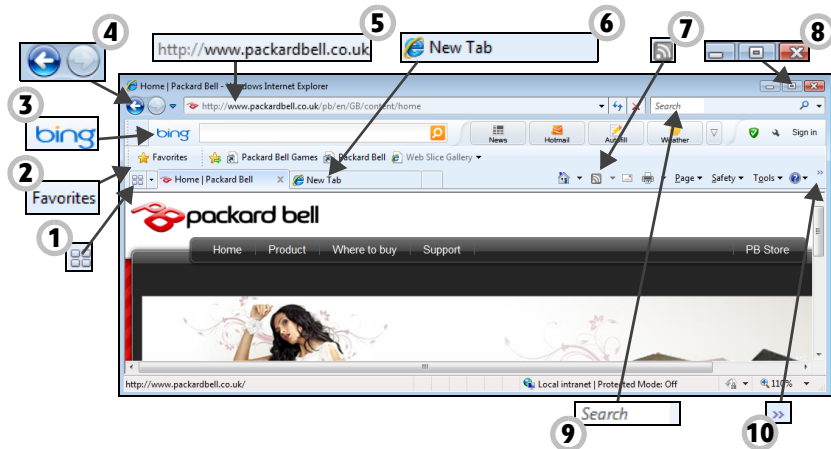 4
5
6
7
8
http://www.packardbell.co.uk
New Tab
Home | Packard Bell - Windows Internet Explorer
3
http://www.packardbell.co.uk/pb/en/GB/content/home
Search
bing
bing
News
Hotmail
Autofill
Weather
Sign in
2
Favorites
Packard Bell Games
Packard Bell
Web Slice Gallery
Favorites
Home | Packard Bell
X
New Tab
Page
Safety
Tools
1
packard bell
Home
Product
Where to buy
Support
PB Store
http://www.packardbell.co.uk/
Local intranet | Protected Mode: Off
110%
9
Search
10
»